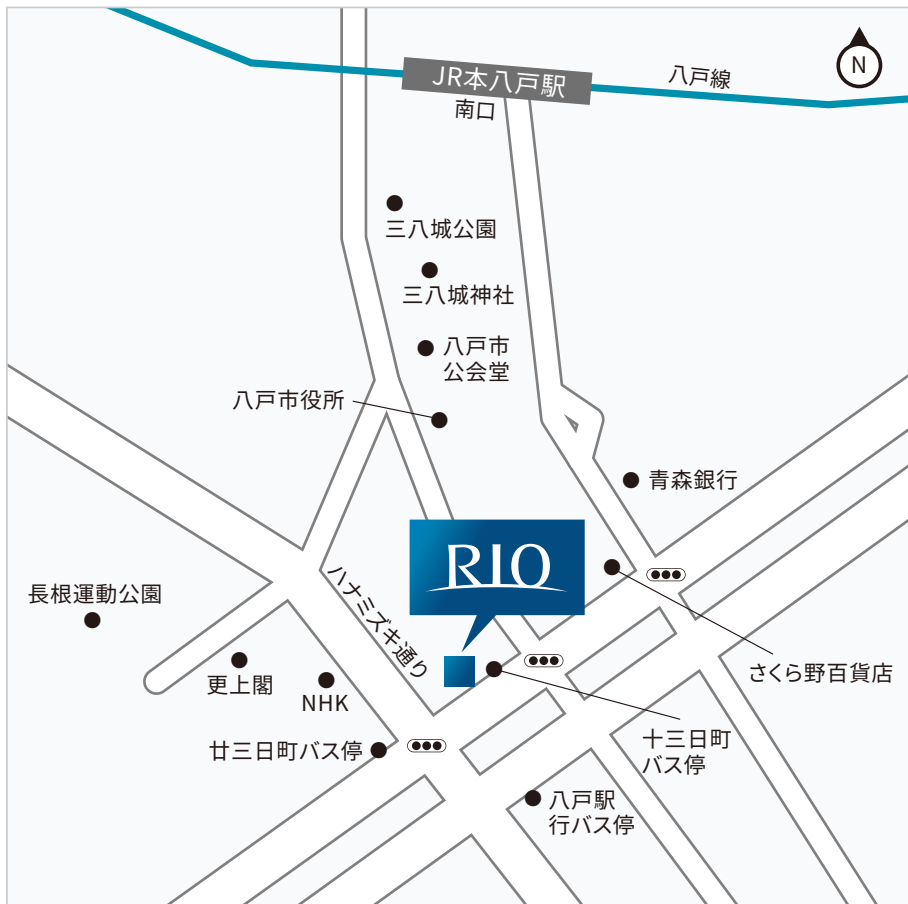 JR本八戸駅
八戸線
N
南口
三八城公園
三八城神社
八戸市
公会堂
八戸市役所
青森銀行
RIO
ハナミズキ通り
長根運動公園
更上閣
NHK
さくら野百貨店
廿三日町バス停
十三日町
バス停
八戸駅
行バス停